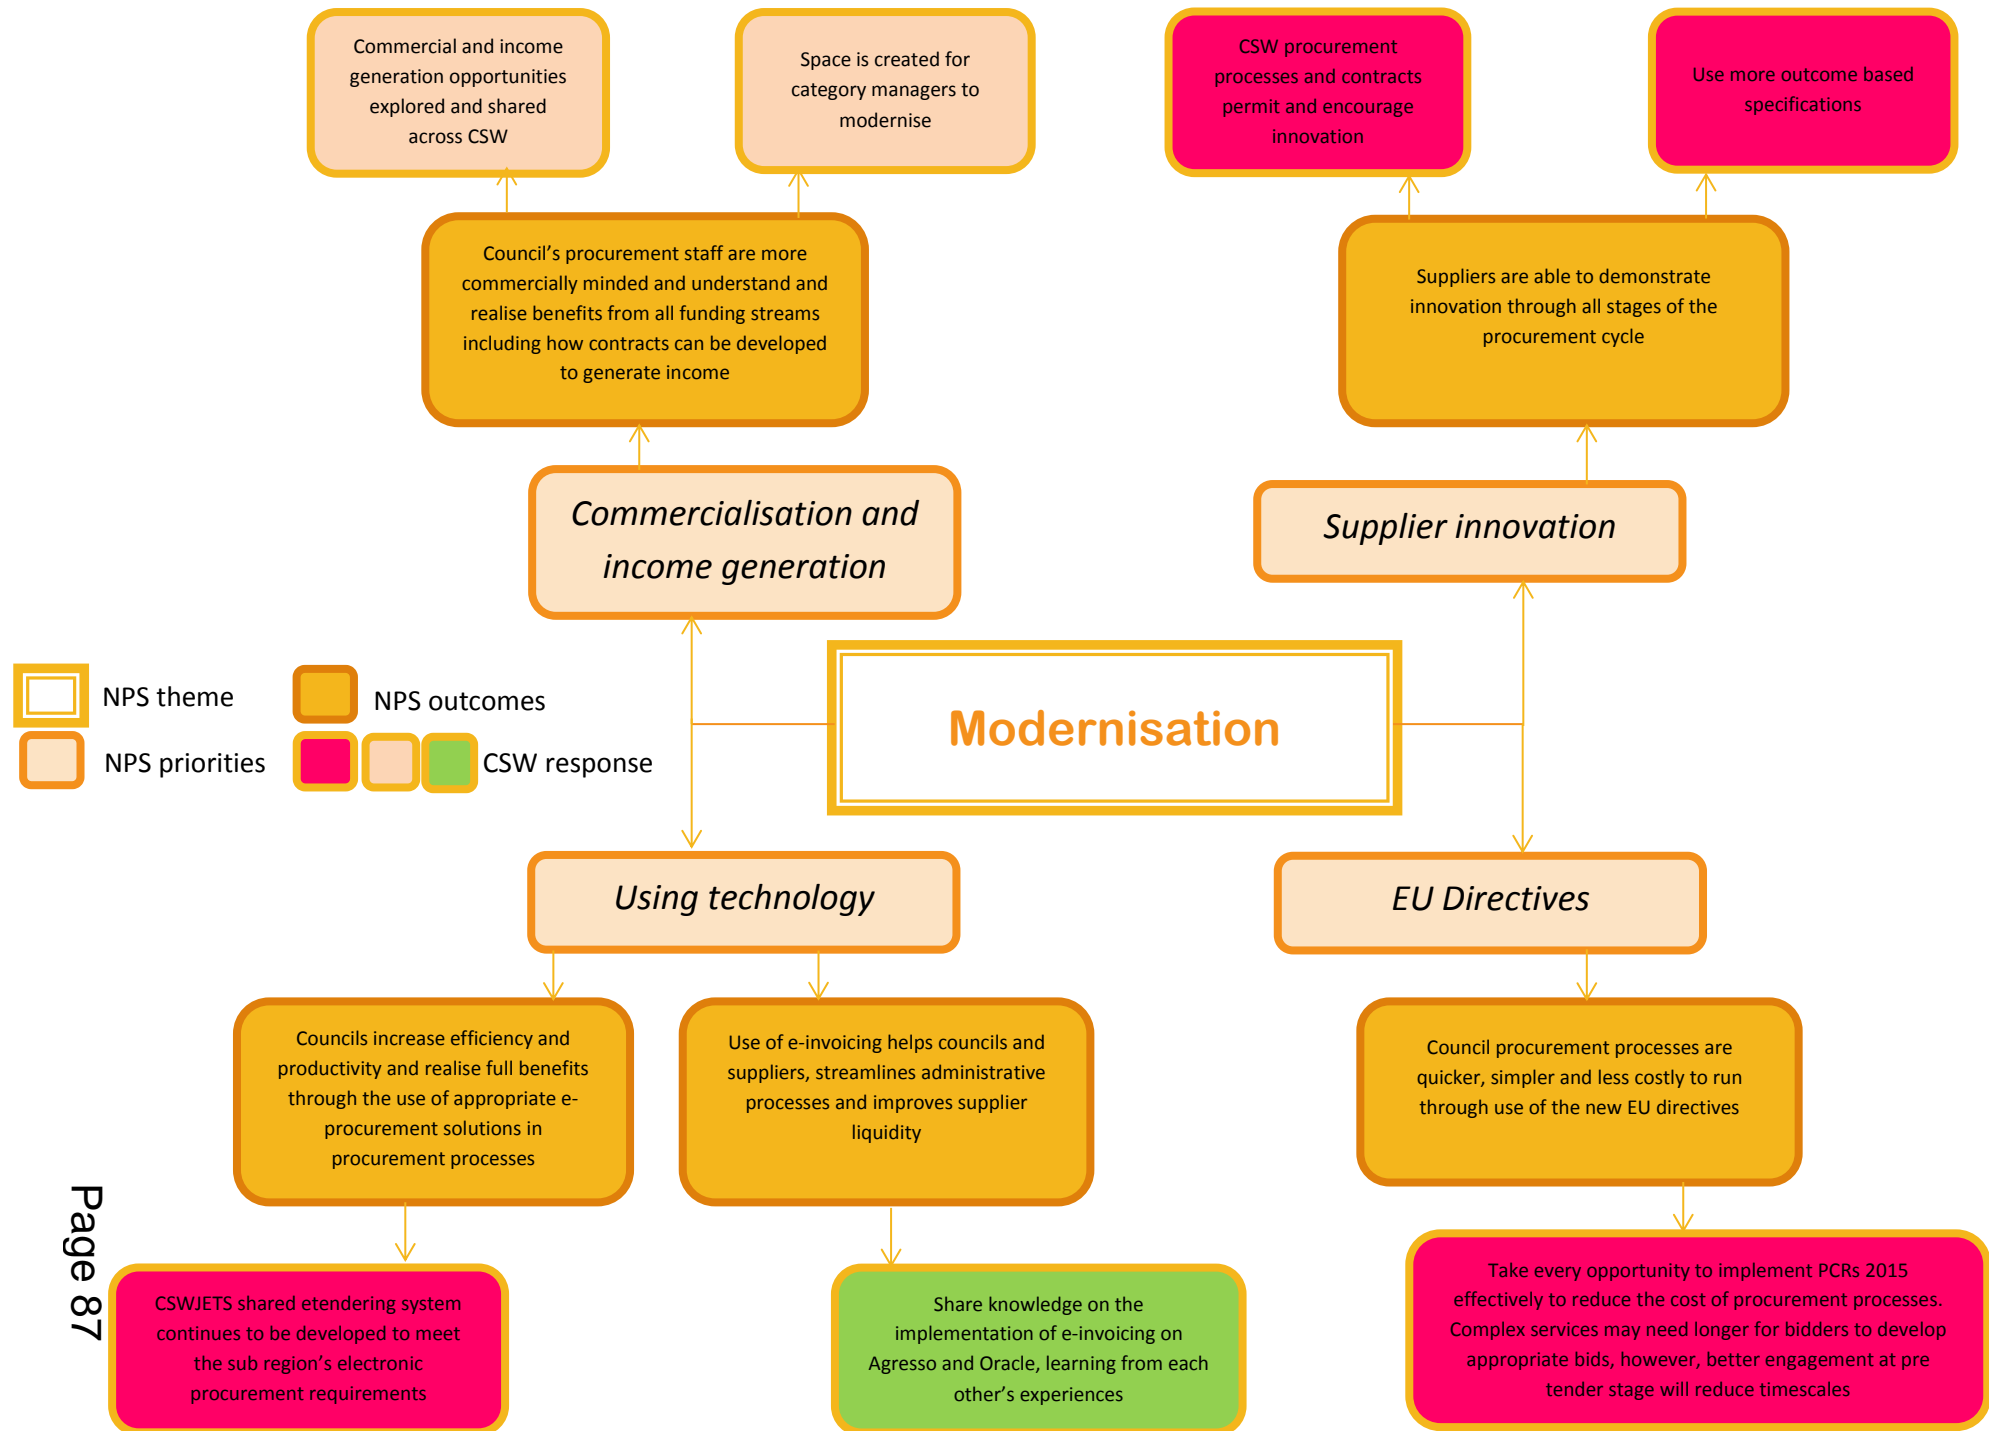 Commercial and income
generation opportunities
explored and shared
across CSW
Space is created for
category managers to
modernise
CSW procurement
processes and contracts
permit and encourage
innovation
Use more outcome based
specifications
Council’s procurement staff are more
commercially minded and understand and
realise benefits from all funding streams
including how contracts can be developed
to generate income
Suppliers are able to demonstrate
innovation through all stages of the
procurement cycle
Commercialisation and
income generation
Supplier innovation
NPS theme
NPS outcomes
NPS priorities
CSW response
Modernisation
Using technology
EU Directives
Councils increase efficiency and
productivity and realise full benefits
through the use of appropriate e-
procurement solutions in
procurement processes
Use of e-invoicing helps councils and
suppliers, streamlines administrative
processes and improves supplier
liquidity
Council procurement processes are
quicker, simpler and less costly to run
through use of the new EU directives
CSWJETS shared etendering system
continues to be developed to meet
the sub region’s electronic
procurement requirements
Share knowledge on the
implementation of e-invoicing on
Agresso and Oracle, learning from each
other’s experiences
Take every opportunity to implement PCRs 2015
effectively to reduce the cost of procurement processes.
Complex services may need longer for bidders to develop
appropriate bids, however, better engagement at pre
tender stage will reduce timescales
Page 87